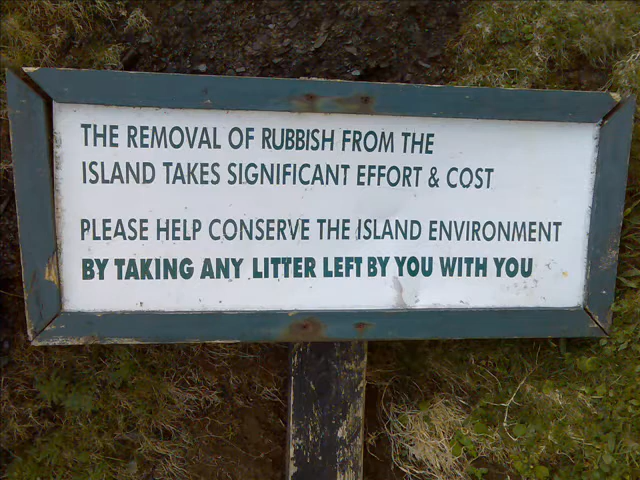 THE REMOVAL OF RUBBISH FROM THE
ISLAND TAKES SIGNIFICANT EFFORT & COST
PLEASE HELP CONSERVE THE ISLAND ENVIRONMENT
BY TAKING ANY LITTER LEFT BY YOU WITH YOU